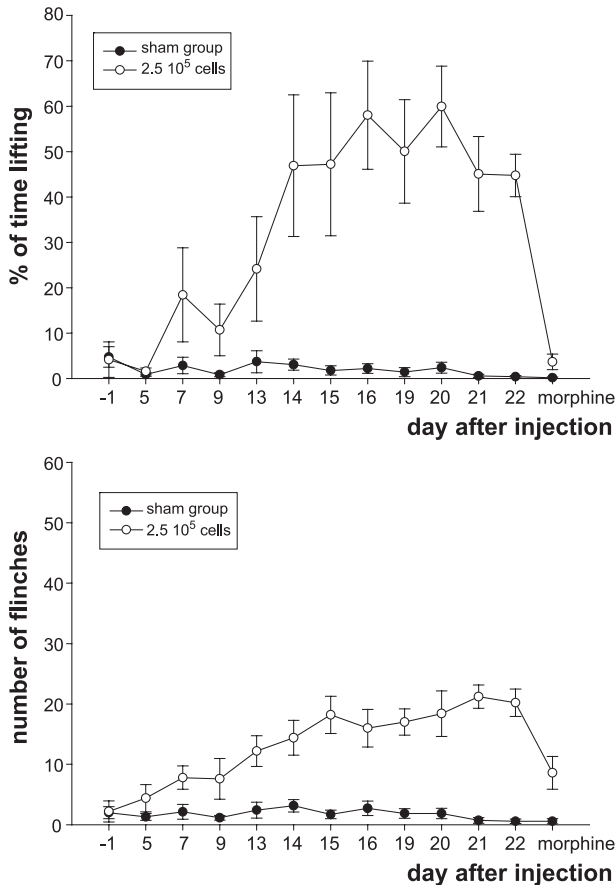 80
sham group
2.5 10⁵ cells
70
60
50
40
30
20
10
0
% of time lifting
-1 5 7 9 13 14 15 16 19 20 21 22 morphine
day after injection
60
sham group
2.5 10⁵ cells
50
40
30
20
10
0
number of flinches
-1 5 7 9 13 14 15 16 19 20 21 22 morphine
day after injection